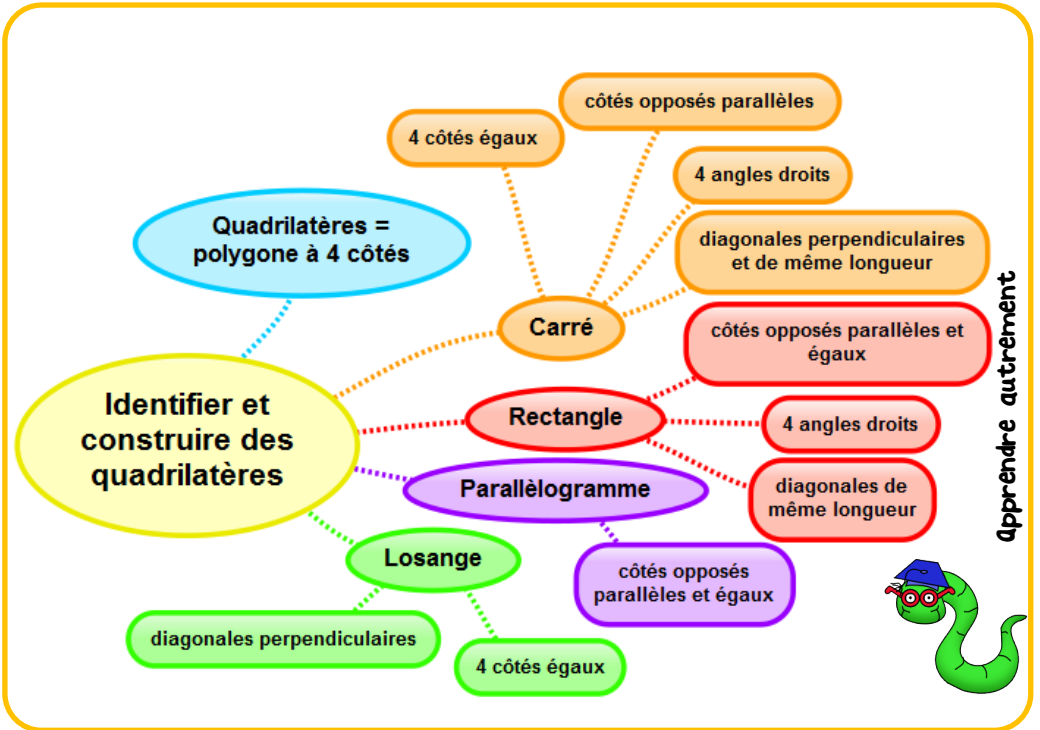 côtés opposés parallèles
4 côtés égaux
4 angles droits
Quadrilatères =
polygone à 4 côtés
diagonales perpendiculaires
et de même longueur
Carré
côtés opposés parallèles et
égaux
Identifier et
construire des
quadrilatères
Rectangle
4 angles droits
Parallèlogramme
diagonales de
même longueur
Losange
côtés opposés
parallèles et égaux
diagonales perpendiculaires
4 côtés égaux
apprendre autrement